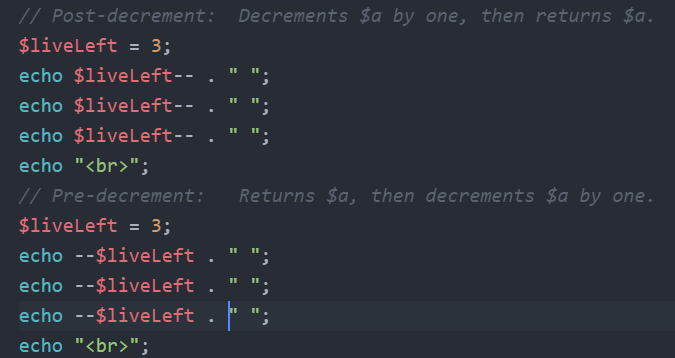 // Post-decrement:  Decrements $a by one, then returns $a.
$liveLeft = 3;
echo $liveLeft-- . " ";
echo $liveLeft-- . " ";
echo $liveLeft-- . " ";
echo "<br>";
// Pre-decrement:   Returns $a, then decrements $a by one.
$liveLeft = 3;
echo --$liveLeft . " ";
echo --$liveLeft . " ";
echo --$liveLeft . " ";
echo "<br>";